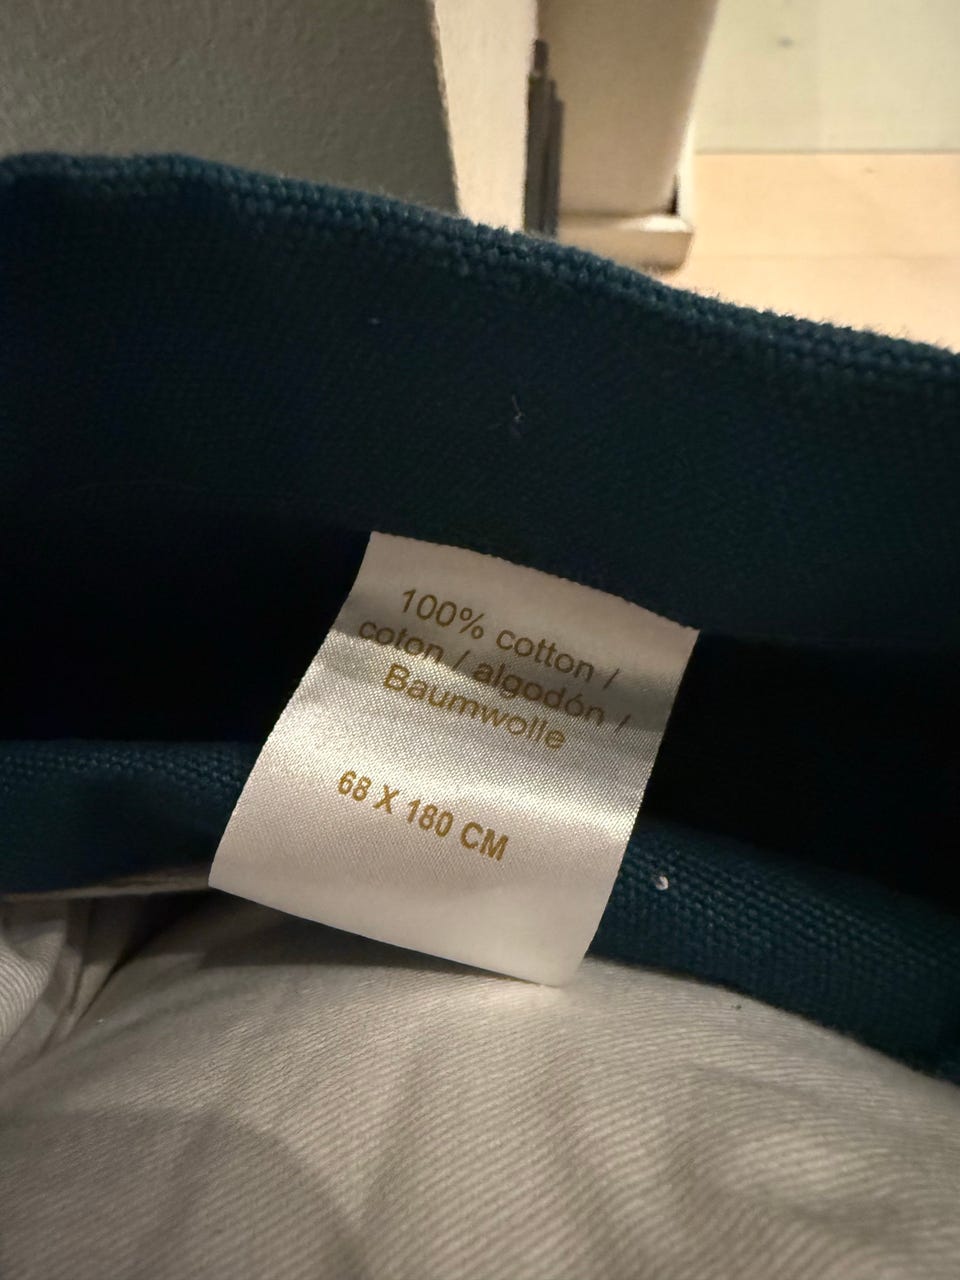 100% cotton /
coton / algodón /
Baumwolle
68 X 180 CM